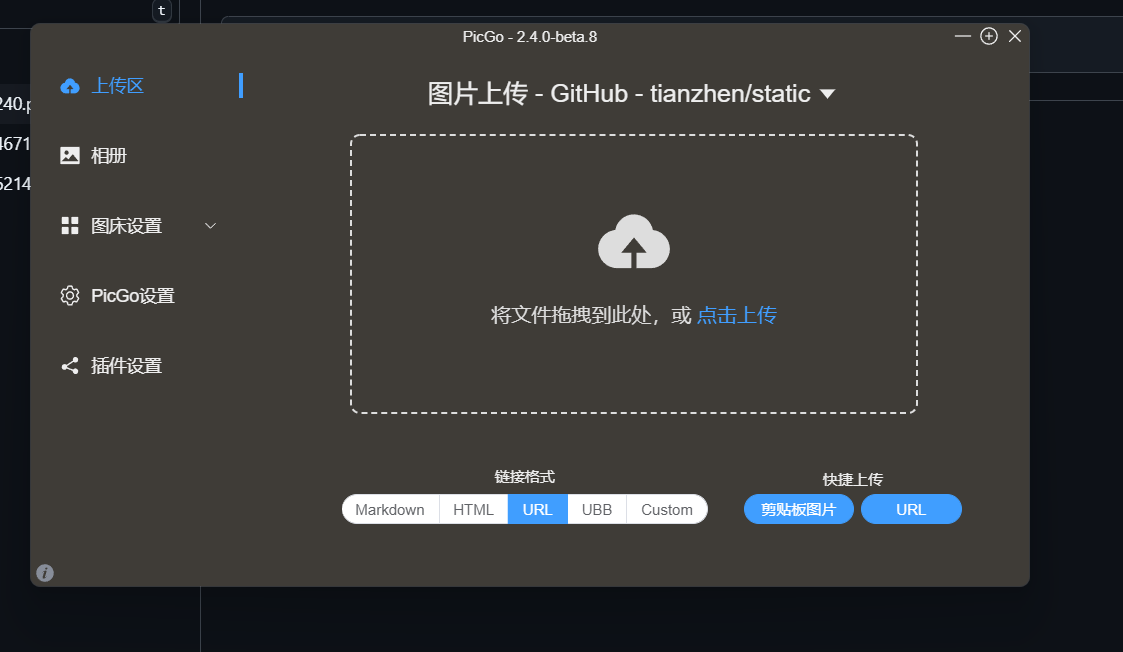 t
PicGo - 2.4.0-beta.8
上传区
图片上传 - GitHub - tianzhen/static
相册
图床设置
PicGo设置
插件设置
将文件拖拽到此处，或 点击上传
链接格式
快捷上传
Markdown HTML URL UBB Custom
剪贴板图片 URL
i